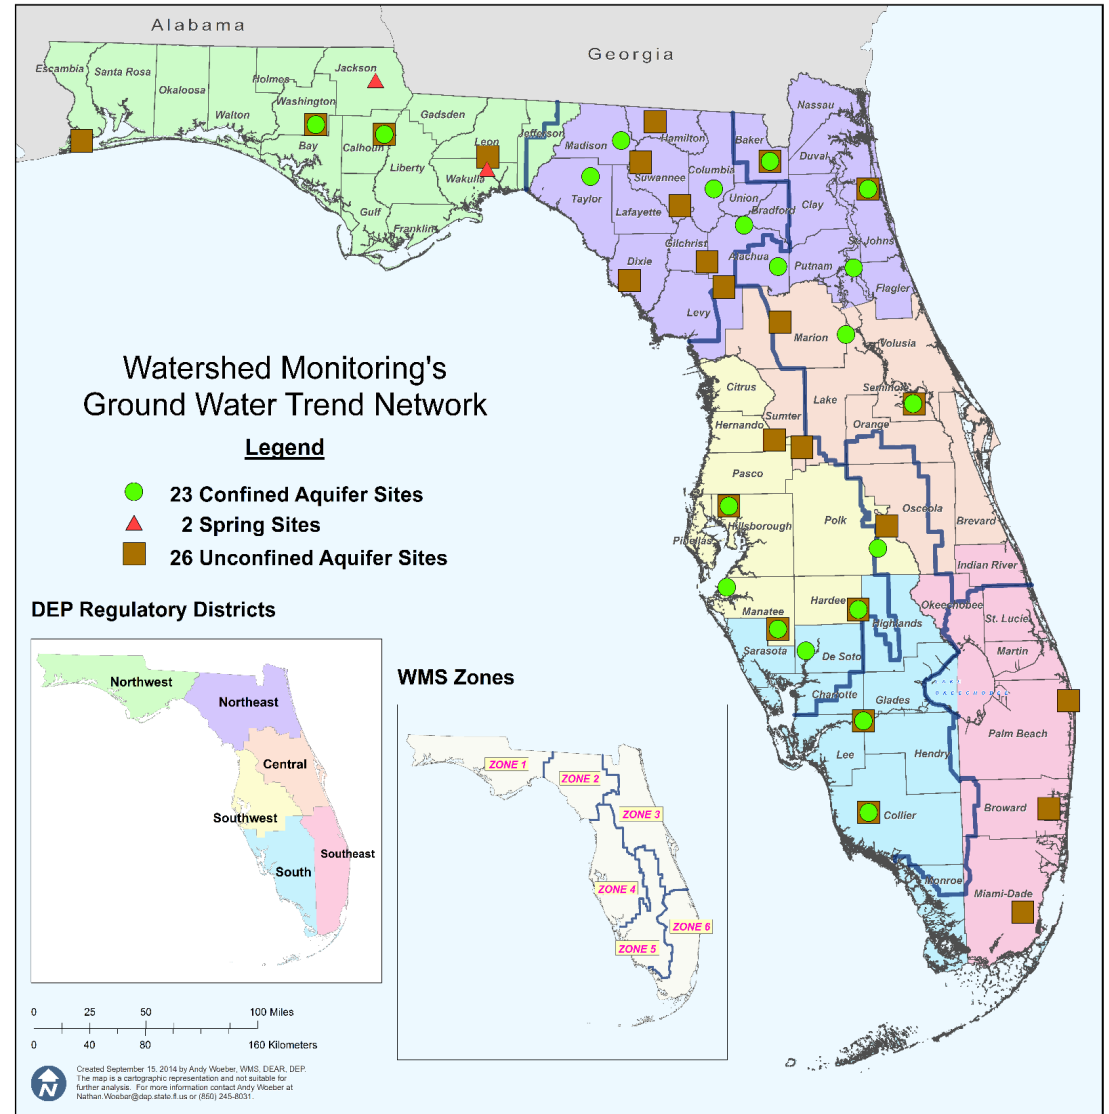 Alabama
Georgia
Escambia
Santa Rosa
Okaloosa
Walton
Holmes
Jackson
Washington
Bay
Calhoun
Gadsden
Liberty
Gulf
Franklin
Leon
Wakulla
Jefferson
Madison
Taylor
Hamilton
Suwannee
Lafayette
Dixie
Columbia
Gilchrist
Levy
Baker
Union
Bradford
Alachua
Nassau
Duval
Clay
St. Johns
Putnam
Flagler
Marion
Volusia
Citrus
Hernando
Sumter
Lake
Seminole
Orange
Pasco
Pinellas
Hillsborough
Polk
Osceola
Brevard
Indian River
Manatee
Hardee
Highlands
Okeechobee
St. Lucie
Sarasota
De Soto
Martin
Charlotte
Glades
LAKE
OKEECHOBEE
Lee
Hendry
Palm Beach
Collier
Broward
Monroe
Miami-Dade
Watershed Monitoring's
Ground Water Trend Network
Legend
23 Confined Aquifer Sites
2 Spring Sites
26 Unconfined Aquifer Sites
DEP Regulatory Districts
Northwest
Northeast
Central
Southwest
South
Southeast
WMS Zones
ZONE 1
ZONE 2
ZONE 3
ZONE 4
ZONE 5
ZONE 6
0 25 50 100 Miles
0 40 80 160 Kilometers
N
Created September 15, 2014 by Andy Woeber, WMS, DEAR, DEP.
The map is a cartographic representation and not suitable for
further analysis. For more information contact Andy Woeber at
Nathan.Woeber@dep.state.fl.us or (850) 245-8031.